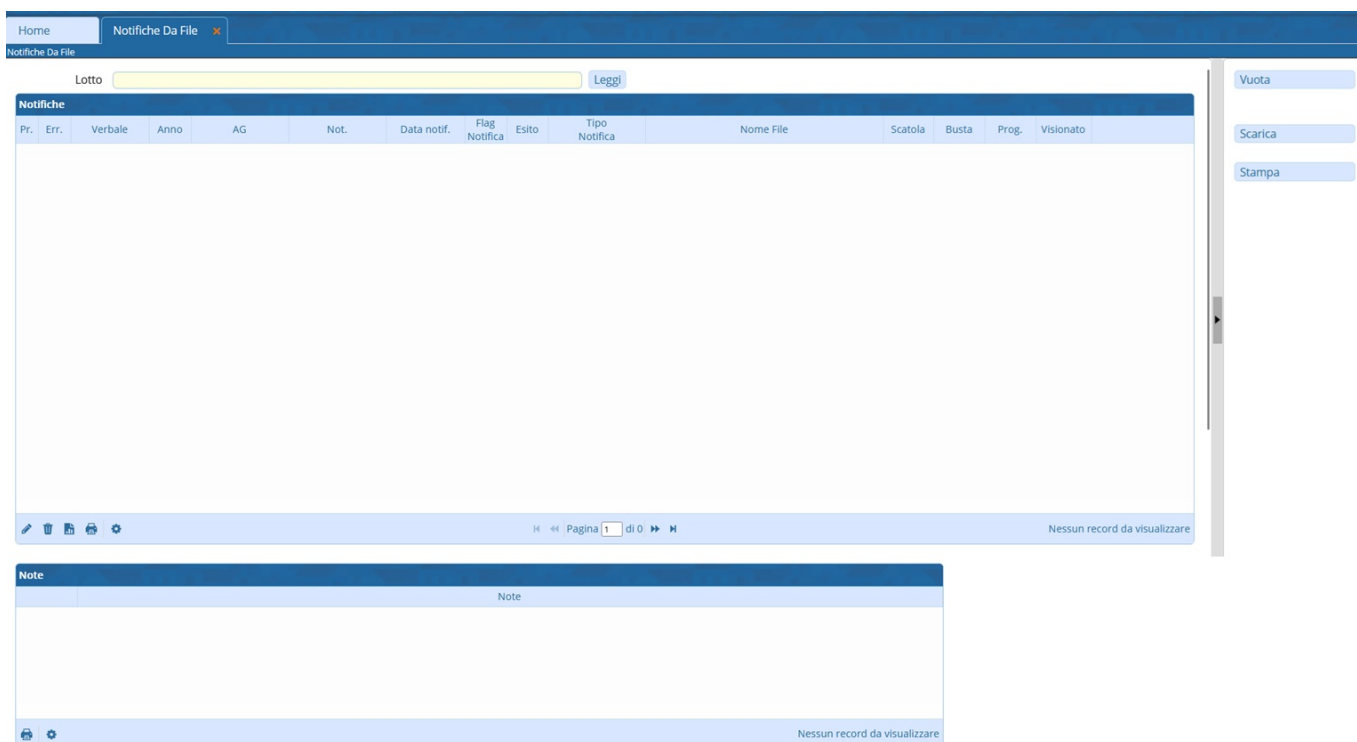 Home
Notifiche Da File
Notifiche Da File
Lotto
Leggi
Vuota
Notifiche
Pr. Err. Verbale Anno AG Not. Data notif. Flag Notifica Esito Tipo Notifica Nome File Scatola Busta Prog. Visionato
Scarica
Stampa
Pagina 1 di 0
Nessun record da visualizzare
Note
Note
Nessun record da visualizzare